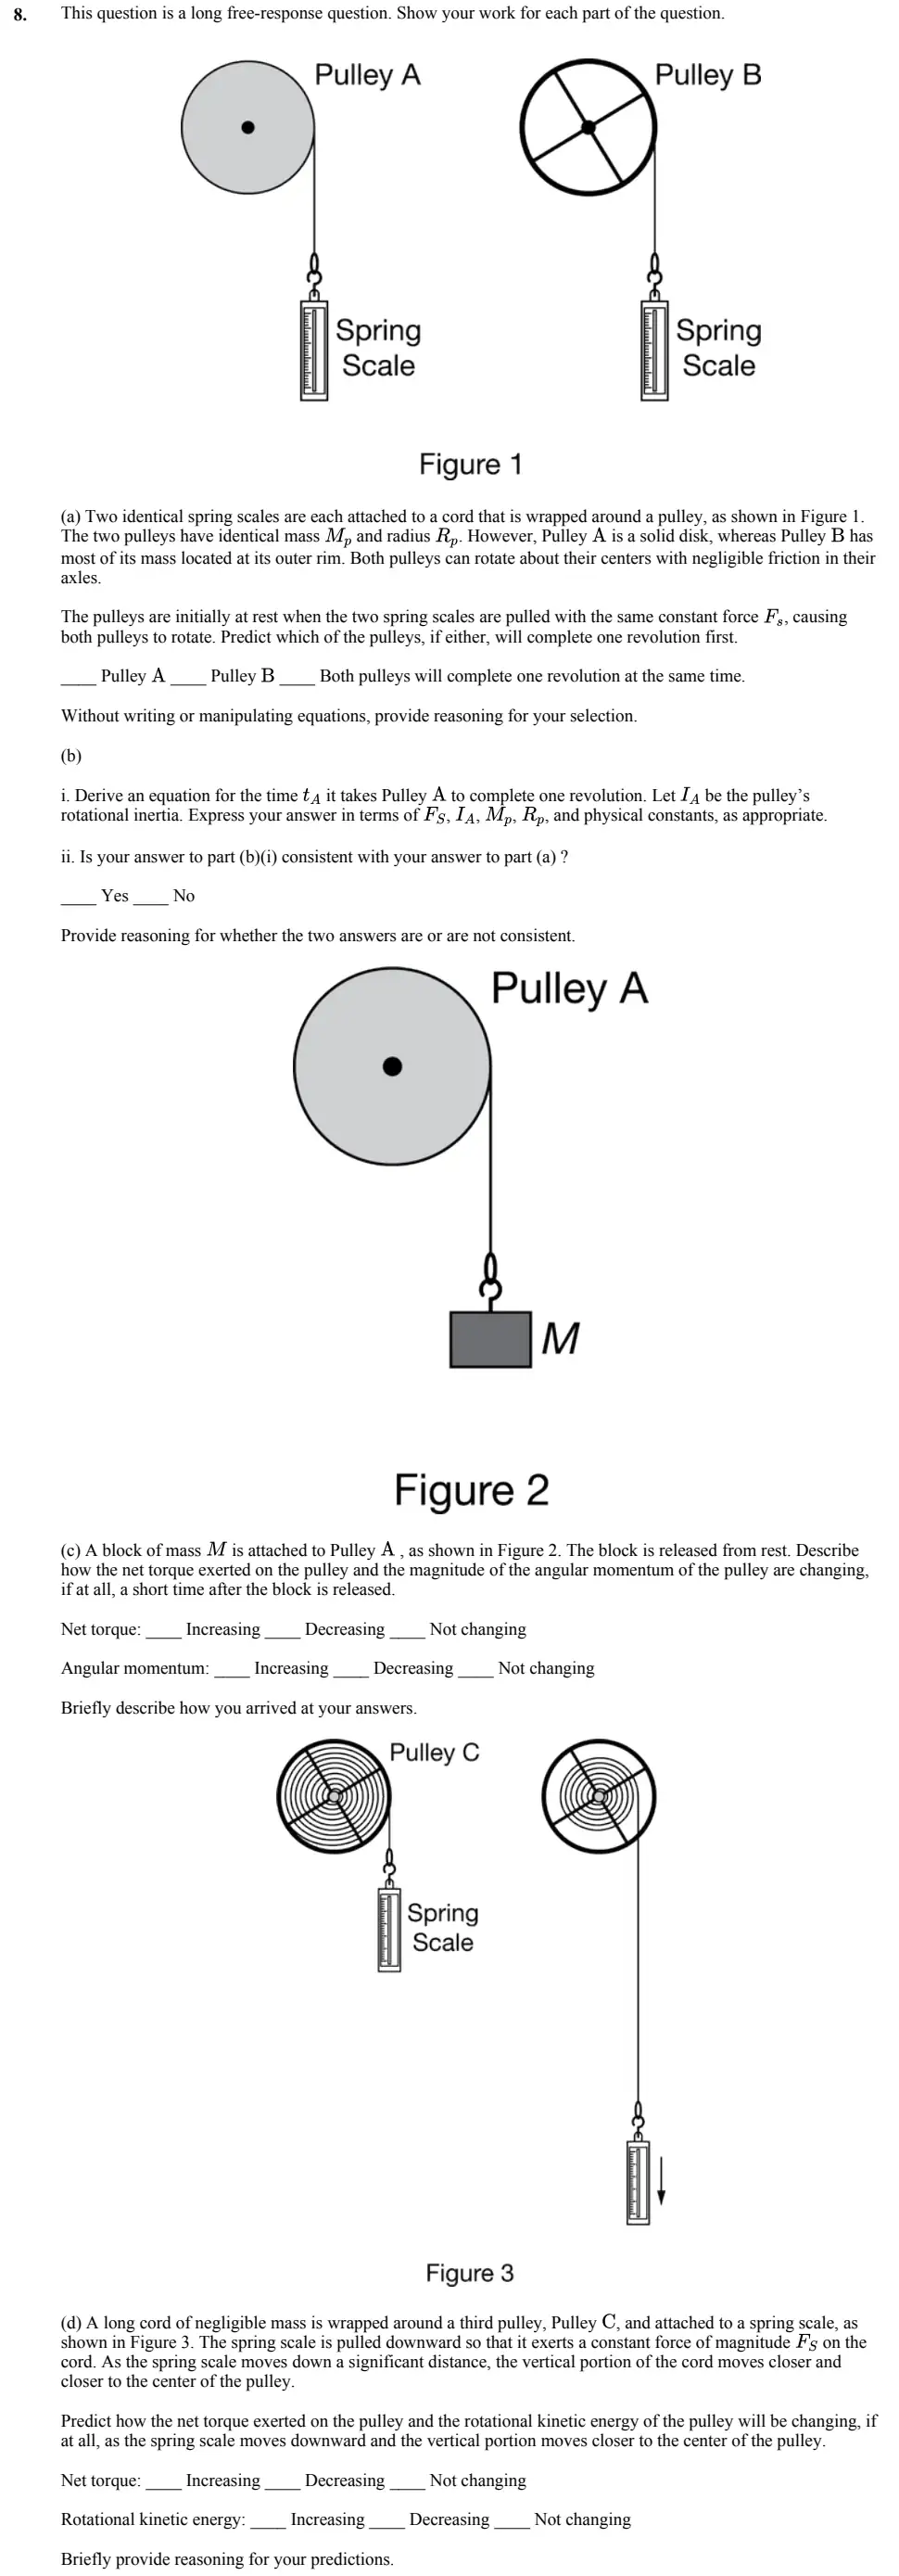 8. This question is a long free-response question. Show your work for each part of the question.
Pulley A
Pulley B
Spring
Scale
Spring
Scale
Figure 1
(a) Two identical spring scales are each attached to a cord that is wrapped around a pulley, as shown in Figure 1.
The two pulleys have identical mass Mp and radius Rp. However, Pulley A is a solid disk, whereas Pulley B has
most of its mass located at its outer rim. Both pulleys can rotate about their centers with negligible friction in their
axles.
The pulleys are initially at rest when the two spring scales are pulled with the same constant force Fs, causing
both pulleys to rotate. Predict which of the pulleys, if either, will complete one revolution first.
____ Pulley A ____ Pulley B ____ Both pulleys will complete one revolution at the same time.
Without writing or manipulating equations, provide reasoning for your selection.
(b)
i. Derive an equation for the time tA it takes Pulley A to complete one revolution. Let IA be the pulley's
rotational inertia. Express your answer in terms of FS, IA, Mp, Rp, and physical constants, as appropriate.
ii. Is your answer to part (b)(i) consistent with your answer to part (a) ?
____ Yes ____ No
Provide reasoning for whether the two answers are or are not consistent.
Pulley A
M
Figure 2
(c) A block of mass M is attached to Pulley A , as shown in Figure 2. The block is released from rest. Describe
how the net torque exerted on the pulley and the magnitude of the angular momentum of the pulley are changing,
if at all, a short time after the block is released.
Net torque: ____ Increasing ____ Decreasing ____ Not changing
Angular momentum: ____ Increasing ____ Decreasing ____ Not changing
Briefly describe how you arrived at your answers.
Pulley C
Spring
Scale
Figure 3
(d) A long cord of negligible mass is wrapped around a third pulley, Pulley C, and attached to a spring scale, as
shown in Figure 3. The spring scale is pulled downward so that it exerts a constant force of magnitude FS on the
cord. As the spring scale moves down a significant distance, the vertical portion of the cord moves closer and
closer to the center of the pulley.
Predict how the net torque exerted on the pulley and the rotational kinetic energy of the pulley will be changing, if
at all, as the spring scale moves downward and the vertical portion moves closer to the center of the pulley.
Net torque: ____ Increasing ____ Decreasing ____ Not changing
Rotational kinetic energy: ____ Increasing ____ Decreasing ____ Not changing
Briefly provide reasoning for your predictions.